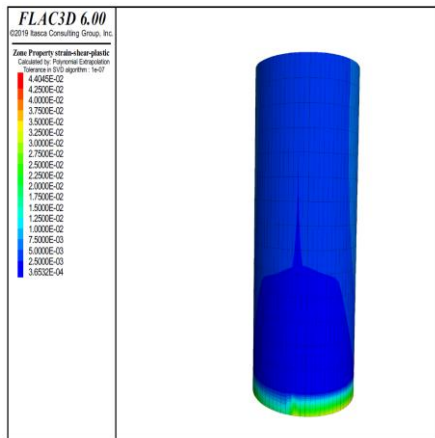 FLAC3D 6.00
©2019 Itasca Consulting Group, Inc.
Zone Property strain-shear-plastic
Calculated by: Polynomial Extrapolation
Tolerance in SVD algorithm : 1e-07
4.4045E-02
4.2500E-02
4.0000E-02
3.7500E-02
3.5000E-02
3.2500E-02
3.0000E-02
2.7500E-02
2.5000E-02
2.2500E-02
2.0000E-02
1.7500E-02
1.5000E-02
1.2500E-02
1.0000E-02
7.5000E-03
5.0000E-03
2.5000E-03
3.6532E-04